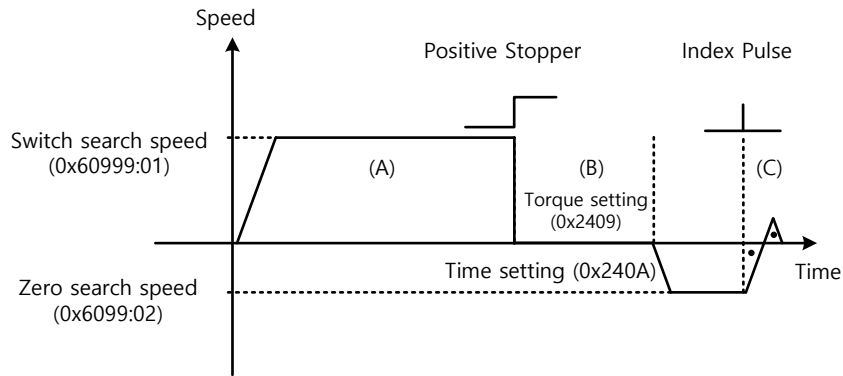 Speed
Positive Stopper
Index Pulse
Switch search speed
(0x60999:01)
(A)
(B)
(C)
Torque setting
(0x2409)
Time setting (0x240A)
Time
Zero search speed
(0x6099:02)